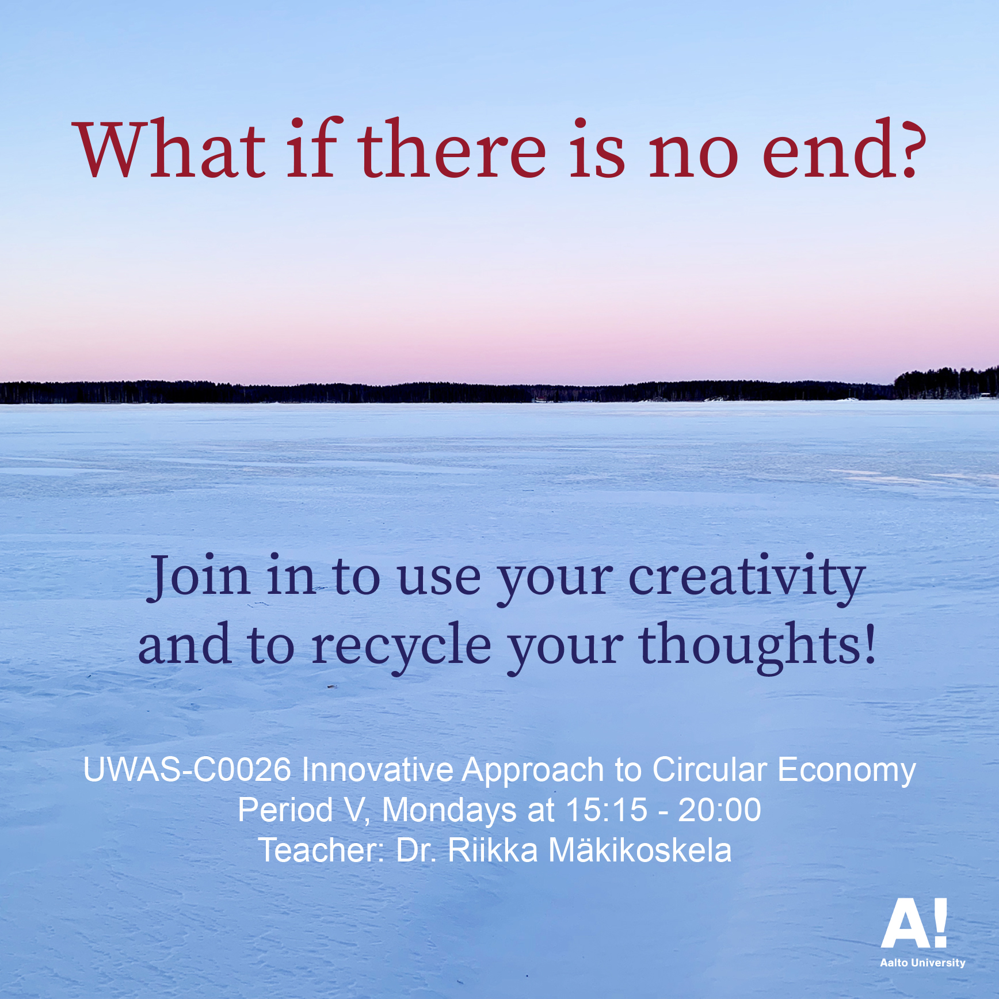 What if there is no end?
Join in to use your creativity
and to recycle your thoughts!
UWAS-C0026 Innovative Approach to Circular Economy
Period V, Mondays at 15:15 - 20:00
Teacher: Dr. Riikka Mäkikoskela
A!
Aalto University